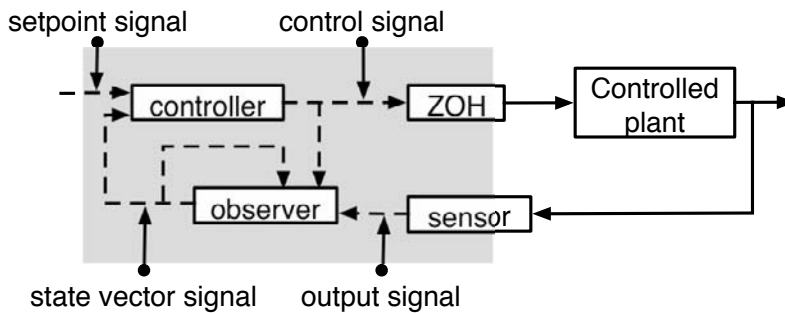 setpoint signal
control signal
controller
ZOH
Controlled
plant
observer
sensor
state vector signal
output signal